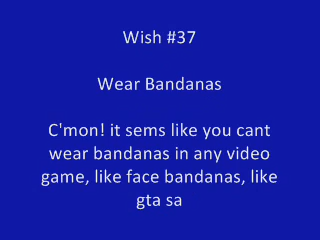 Wish #37
Wear Bandanas
C'mon! it sems like you cant
wear bandanas in any video
game, like face bandanas, like
gta sa